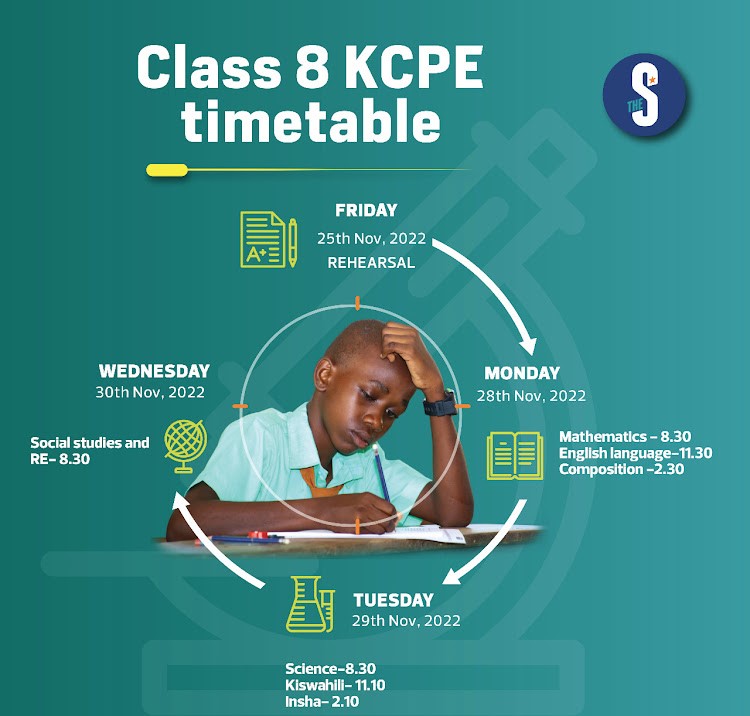 Class 8 KCPE
timetable
THE S
FRIDAY
25th Nov, 2022
REHEARSAL
A+
MONDAY
28th Nov, 2022
Mathematics - 8.30
English language-11.30
Composition -2.30
TUESDAY
29th Nov, 2022
Science-8.30
Kiswahili- 11.10
Insha- 2.10
WEDNESDAY
30th Nov, 2022
Social studies and
RE- 8.30